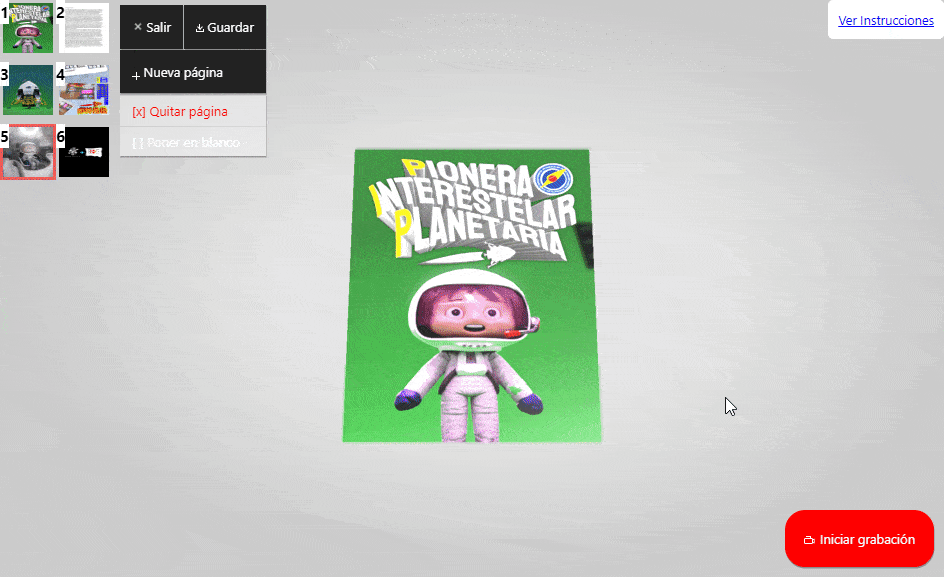 1
2
3
4
5
6
× Salir
Guardar
+ Nueva página
[x] Quitar página
[ ] Poner en blanco
Ver Instrucciones
PIONERA
INTERESTELAR
PLANETARIA
Iniciar grabación